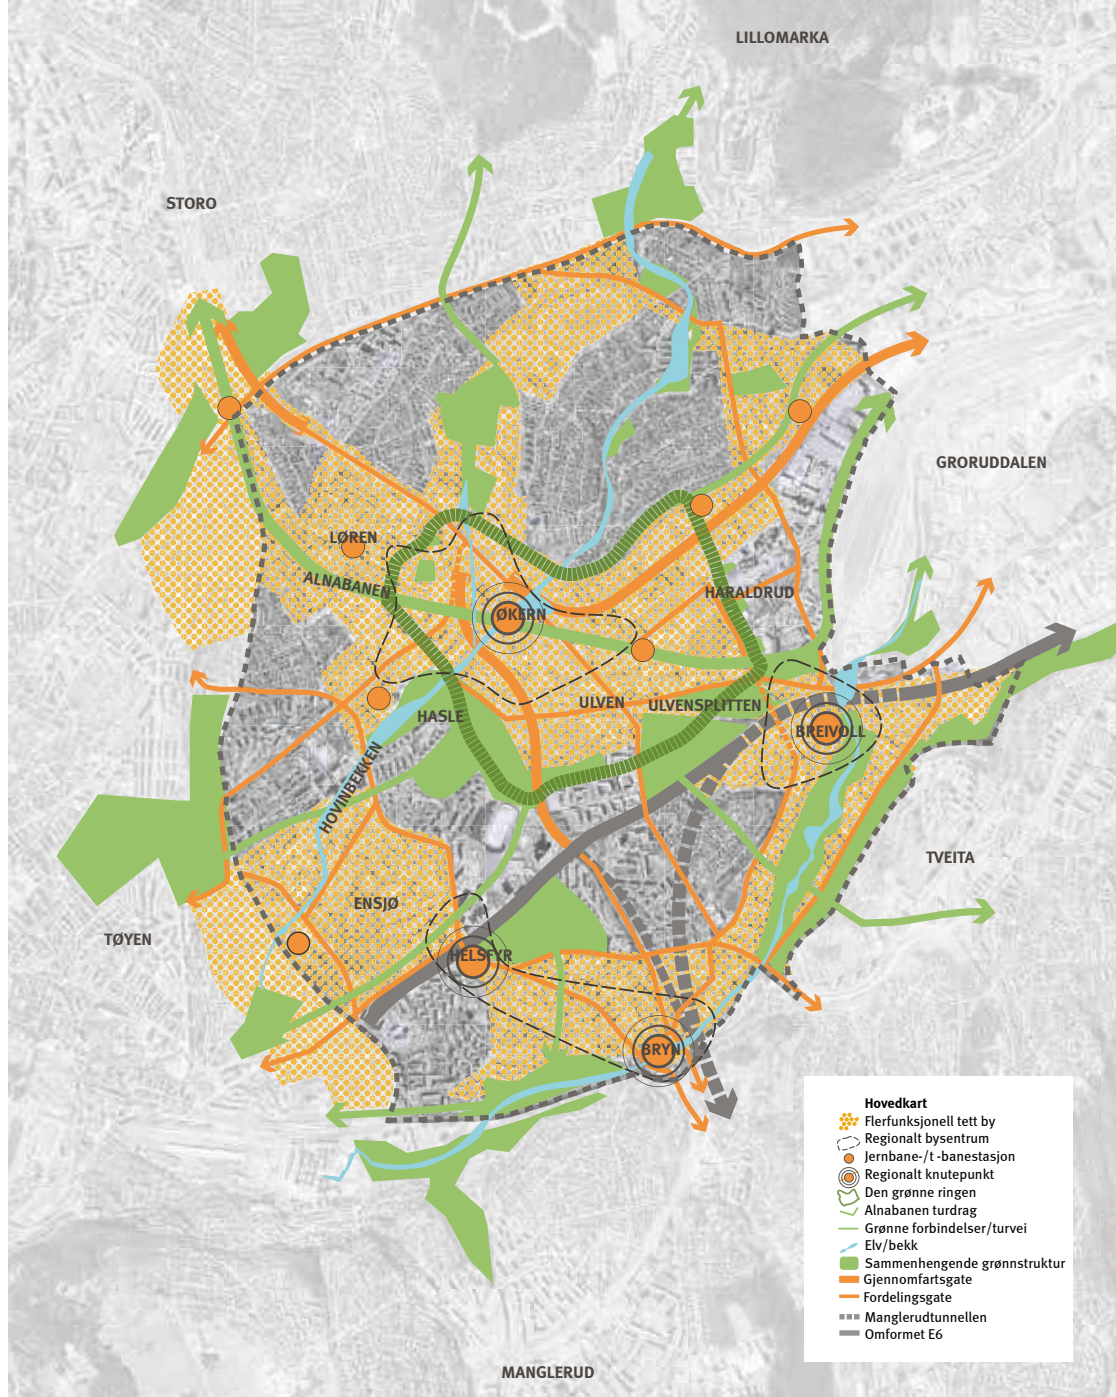 LILLOMARKA
STORO
GRORUDDALEN
LØREN
ALNABANEN
HARALDRUD
ØKERN
ULVEN
ULVENSPLITTEN
HASLE
BREIVOLL
HOVINBEKKEN
TVEITA
ENSJØ
TØYEN
HELSFYR
BRYN
Hovedkart
Flerfunksjonell tett by
Regionalt bysentrum
Jernbane-/t -banestasjon
Regionalt knutepunkt
Den grønne ringen
Alnabanen turdrag
Grønne forbindelser/turvei
Elv/bekk
Sammenhengende grønnstruktur
Gjennomfartsgate
Fordelingsgate
Manglerudtunnellen
Omformet E6
MANGLERUD